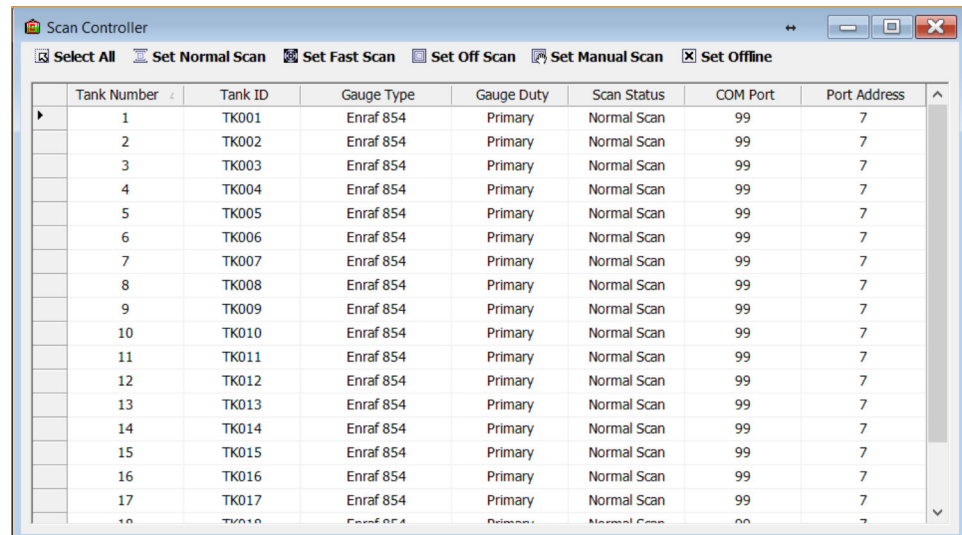 Scan Controller
Select All Set Normal Scan Set Fast Scan Set Off Scan Set Manual Scan Set Offline
Tank Number Tank ID Gauge Type Gauge Duty Scan Status COM Port Port Address
1 TK001 Enraf 854 Primary Normal Scan 99 7
2 TK002 Enraf 854 Primary Normal Scan 99 7
3 TK003 Enraf 854 Primary Normal Scan 99 7
4 TK004 Enraf 854 Primary Normal Scan 99 7
5 TK005 Enraf 854 Primary Normal Scan 99 7
6 TK006 Enraf 854 Primary Normal Scan 99 7
7 TK007 Enraf 854 Primary Normal Scan 99 7
8 TK008 Enraf 854 Primary Normal Scan 99 7
9 TK009 Enraf 854 Primary Normal Scan 99 7
10 TK010 Enraf 854 Primary Normal Scan 99 7
11 TK011 Enraf 854 Primary Normal Scan 99 7
12 TK012 Enraf 854 Primary Normal Scan 99 7
13 TK013 Enraf 854 Primary Normal Scan 99 7
14 TK014 Enraf 854 Primary Normal Scan 99 7
15 TK015 Enraf 854 Primary Normal Scan 99 7
16 TK016 Enraf 854 Primary Normal Scan 99 7
17 TK017 Enraf 854 Primary Normal Scan 99 7
18 TK018 Enraf 854 Primary Normal Scan 99 7